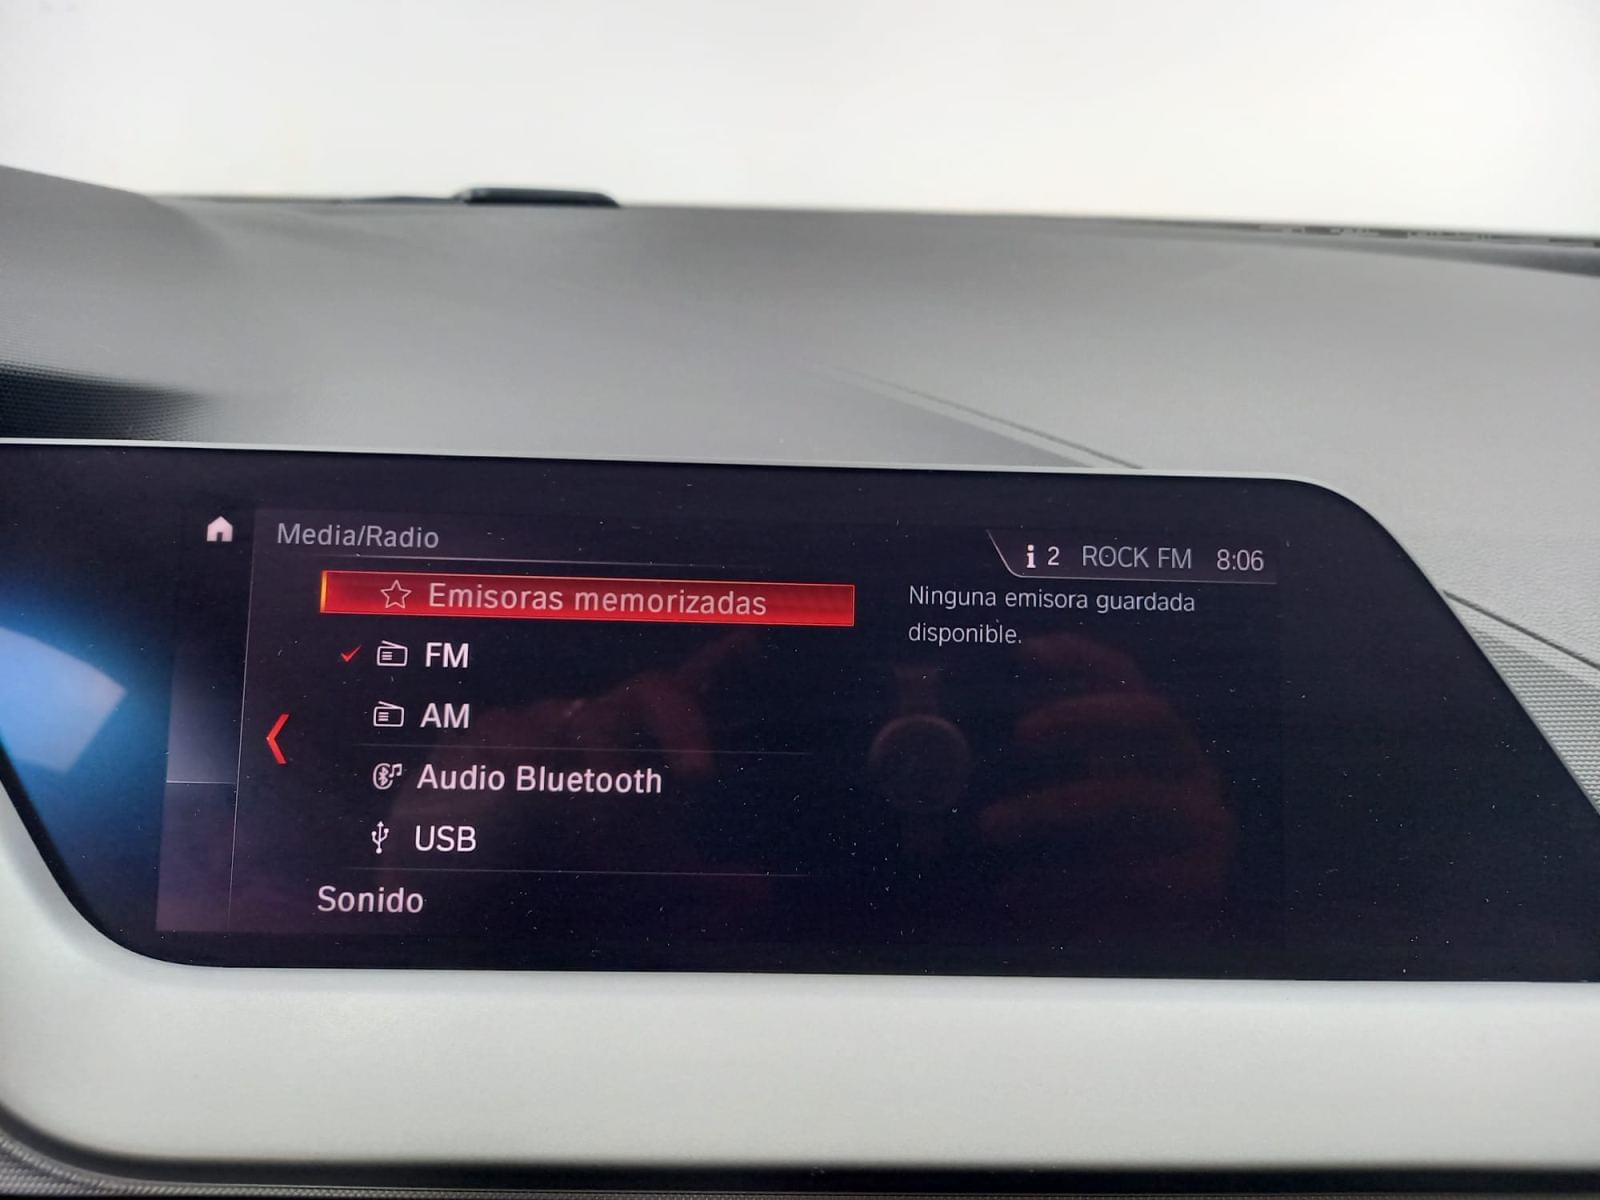 Media/Radio
2 ROCK FM 8:06
Emisoras memorizadas
Ninguna emisora guardada
disponible.
FM
AM
Audio Bluetooth
USB
Sonido